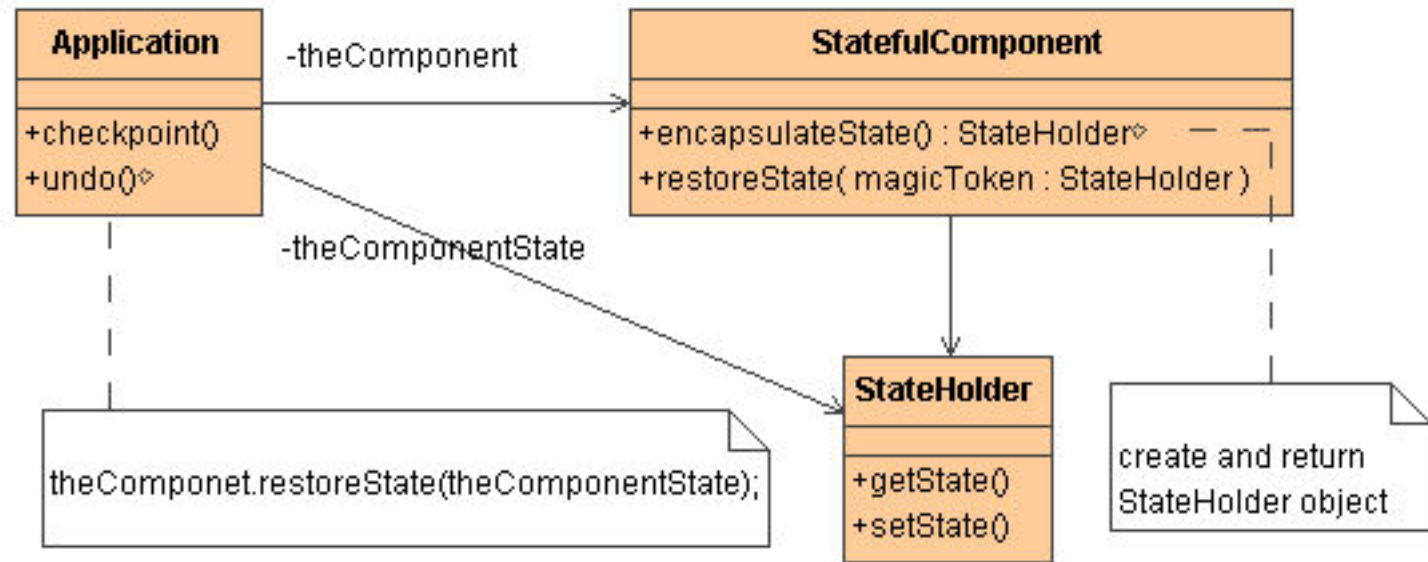 Application
+checkpoint()
+undo()
-theComponent
StatefulComponent
+encapsulateState() : StateHolder
+restoreState( magicToken : StateHolder )
-theComponentState
theComponet.restoreState(theComponentState);
StateHolder
+getState()
+setState()
create and return
StateHolder object